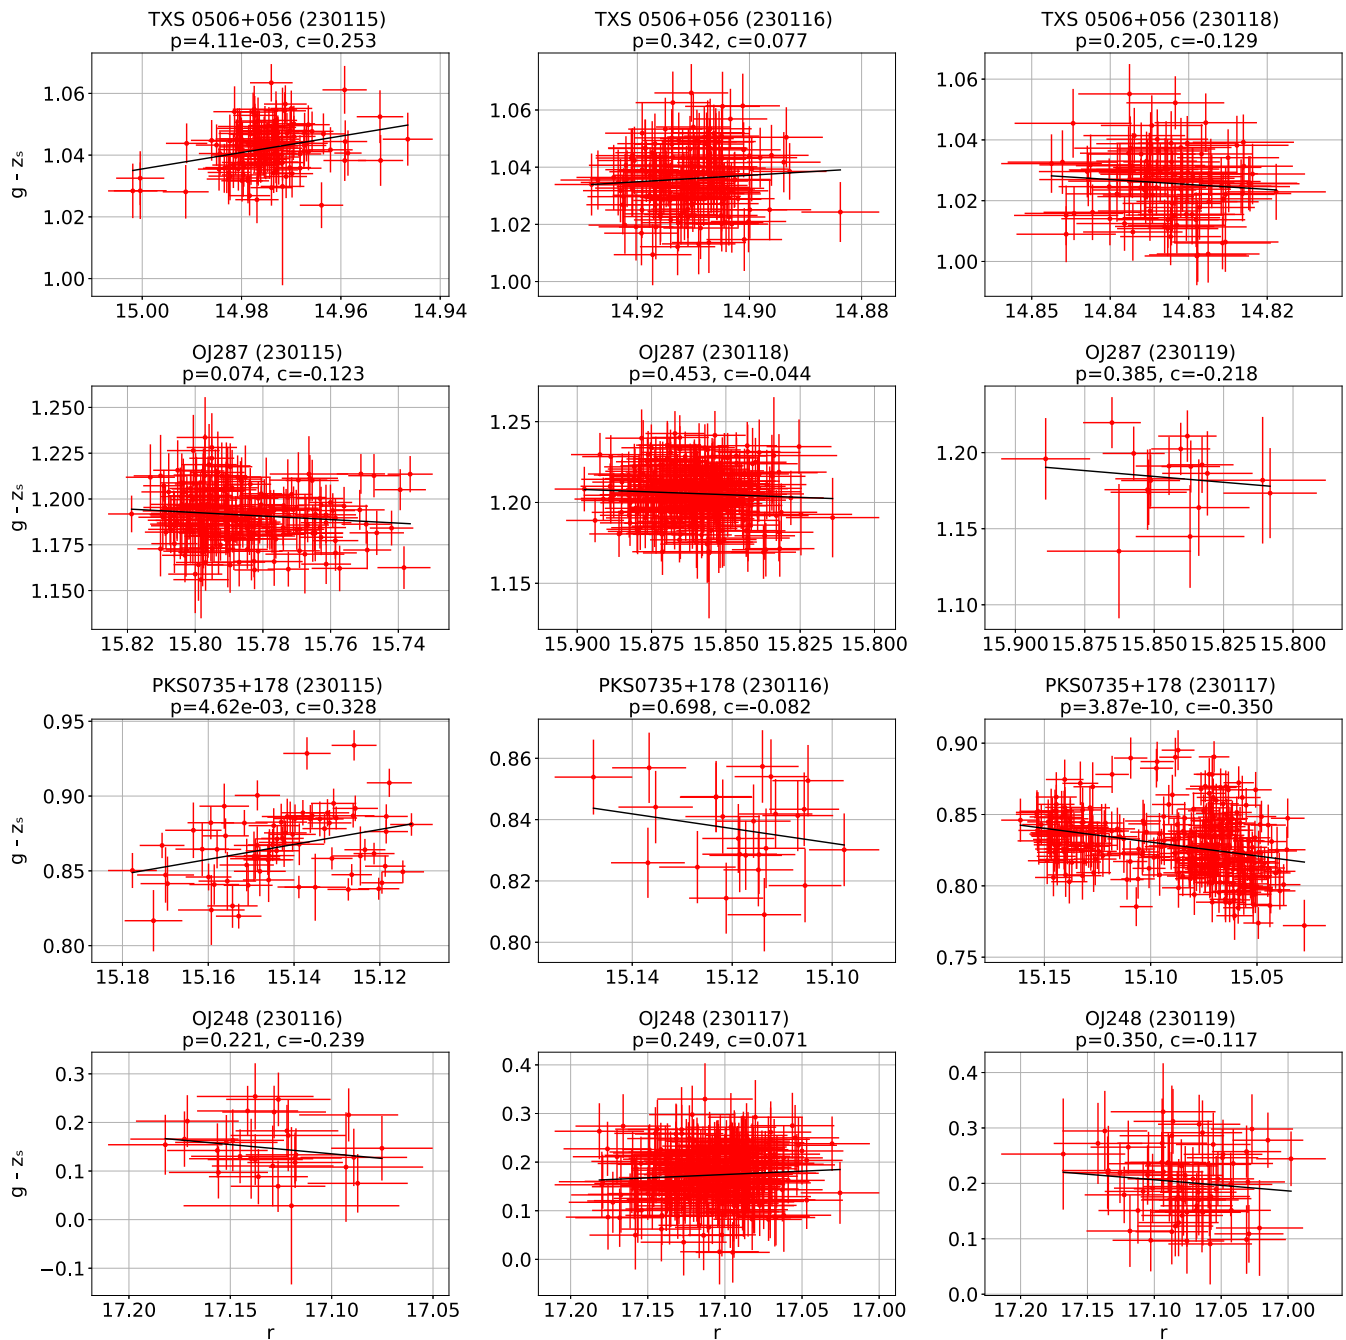 TXS 0506+056 (230115)
p=4.11e-03, c=0.253
TXS 0506+056 (230116)
p=0.342, c=0.077
TXS 0506+056 (230118)
p=0.205, c=-0.129
g - zₛ
1.06
1.04
1.02
1.00
15.00 14.98 14.96 14.94
1.06
1.04
1.02
1.00
14.92 14.90 14.88
1.06
1.04
1.02
1.00
14.85 14.84 14.83 14.82
OJ287 (230115)
p=0.074, c=-0.123
OJ287 (230118)
p=0.453, c=-0.044
OJ287 (230119)
p=0.385, c=-0.218
g - zₛ
1.250
1.225
1.200
1.175
1.150
15.82 15.80 15.78 15.76 15.74
1.25
1.20
1.15
15.900 15.875 15.850 15.825 15.800
1.20
1.15
1.10
15.900 15.875 15.850 15.825 15.800
PKS0735+178 (230115)
p=4.62e-03, c=0.328
PKS0735+178 (230116)
p=0.698, c=-0.082
PKS0735+178 (230117)
p=3.87e-10, c=-0.350
g - zₛ
0.95
0.90
0.85
0.80
15.18 15.16 15.14 15.12
0.86
0.84
0.82
0.80
15.14 15.12 15.10
0.90
0.85
0.80
0.75
15.15 15.10 15.05
OJ248 (230116)
p=0.221, c=-0.239
OJ248 (230117)
p=0.249, c=0.071
OJ248 (230119)
p=0.350, c=-0.117
g - zₛ
0.3
0.2
0.1
0.0
−0.1
17.20 17.15 17.10 17.05
r
0.4
0.3
0.2
0.1
0.0
17.20 17.15 17.10 17.05 17.00
r
0.4
0.3
0.2
0.1
0.0
17.20 17.15 17.10 17.05 17.00
r